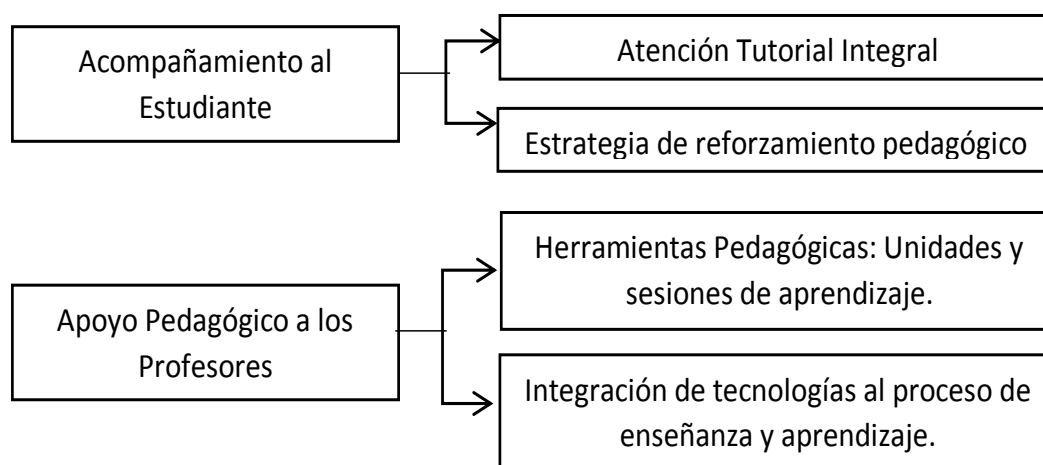 Acompañamiento al
Estudiante
Atención Tutorial Integral
Estrategia de reforzamiento pedagógico
Apoyo Pedagógico a los
Profesores
Herramientas Pedagógicas: Unidades y
sesiones de aprendizaje.
Integración de tecnologías al proceso de
enseñanza y aprendizaje.